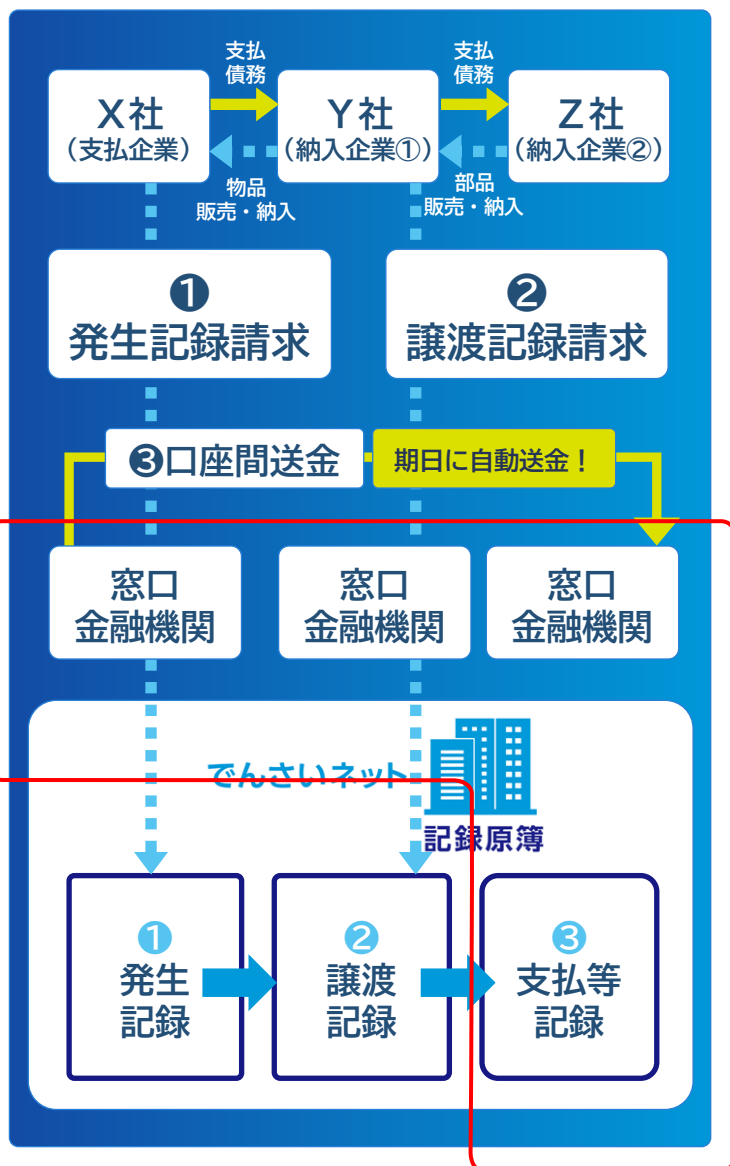 支払
債務
支払
債務
X社
(支払企業)
Y社
(納入企業①)
Z社
(納入企業②)
物品
販売・納入
部品
販売・納入
❶
発生記録請求
❷
譲渡記録請求
❸口座間送金
期日に自動送金!
窓口
金融機関
窓口
金融機関
窓口
金融機関
でんさいネット
記録原簿
❶
発生
記録
❷
譲渡
記録
❸
支払等
記録